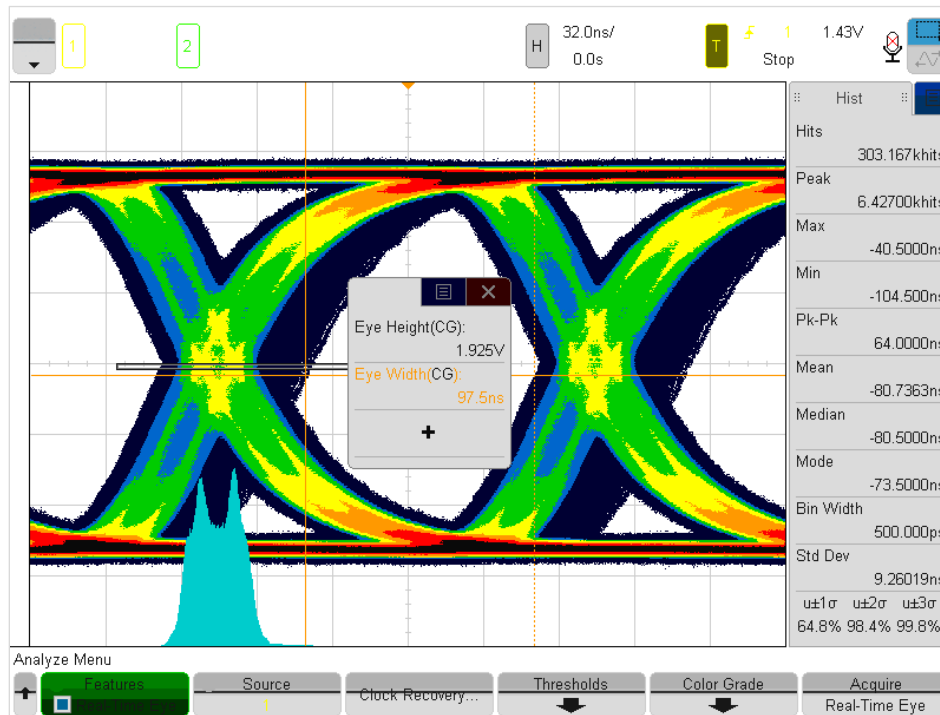 1
2
H
32.0ns/
0.0s
T
1
Stop
1.43V
Hist
Hits
303.167khits
Peak
6.42700khits
Max
-40.5000ns
Min
-104.500ns
Pk-Pk
64.0000ns
Mean
-80.7363ns
Median
-80.5000ns
Mode
-73.5000ns
Bin Width
500.000ps
Std Dev
9.26019ns
u±1σ u±2σ u±3σ
64.8% 98.4% 99.8%
Eye Height(CG):
1.925V
Eye Width(CG):
97.5ns
+
Analyze Menu
Features
Real-Time Eye
Source
1
Clock Recovery...
Thresholds
Color Grade
Acquire
Real-Time Eye